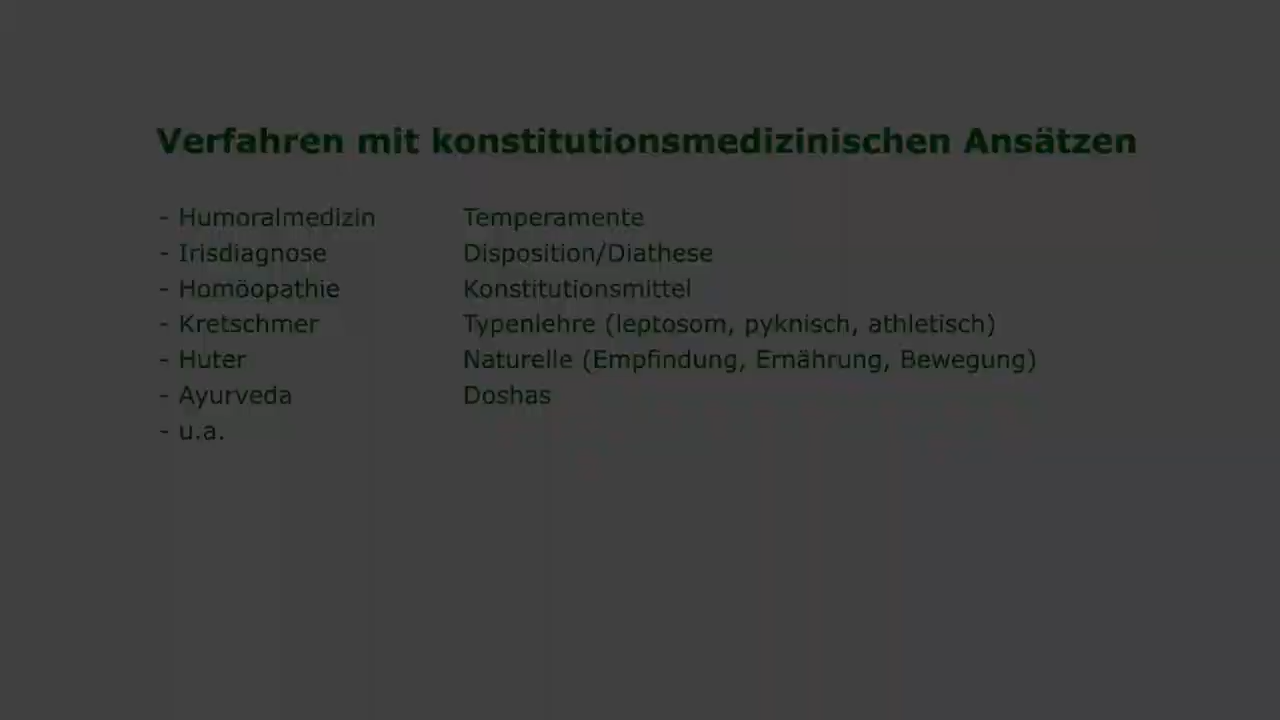 Verfahren mit konstitutionsmedizinischen Ansätzen
- Humoralmedizin Temperamente
- Irisdiagnose Disposition/Diathese
- Homöopathie Konstitutionsmittel
- Kretschmer Typenlehre (leptosom, pyknisch, athletisch)
- Huter Naturelle (Empfindung, Ernährung, Bewegung)
- Ayurveda Doshas
- u.a.